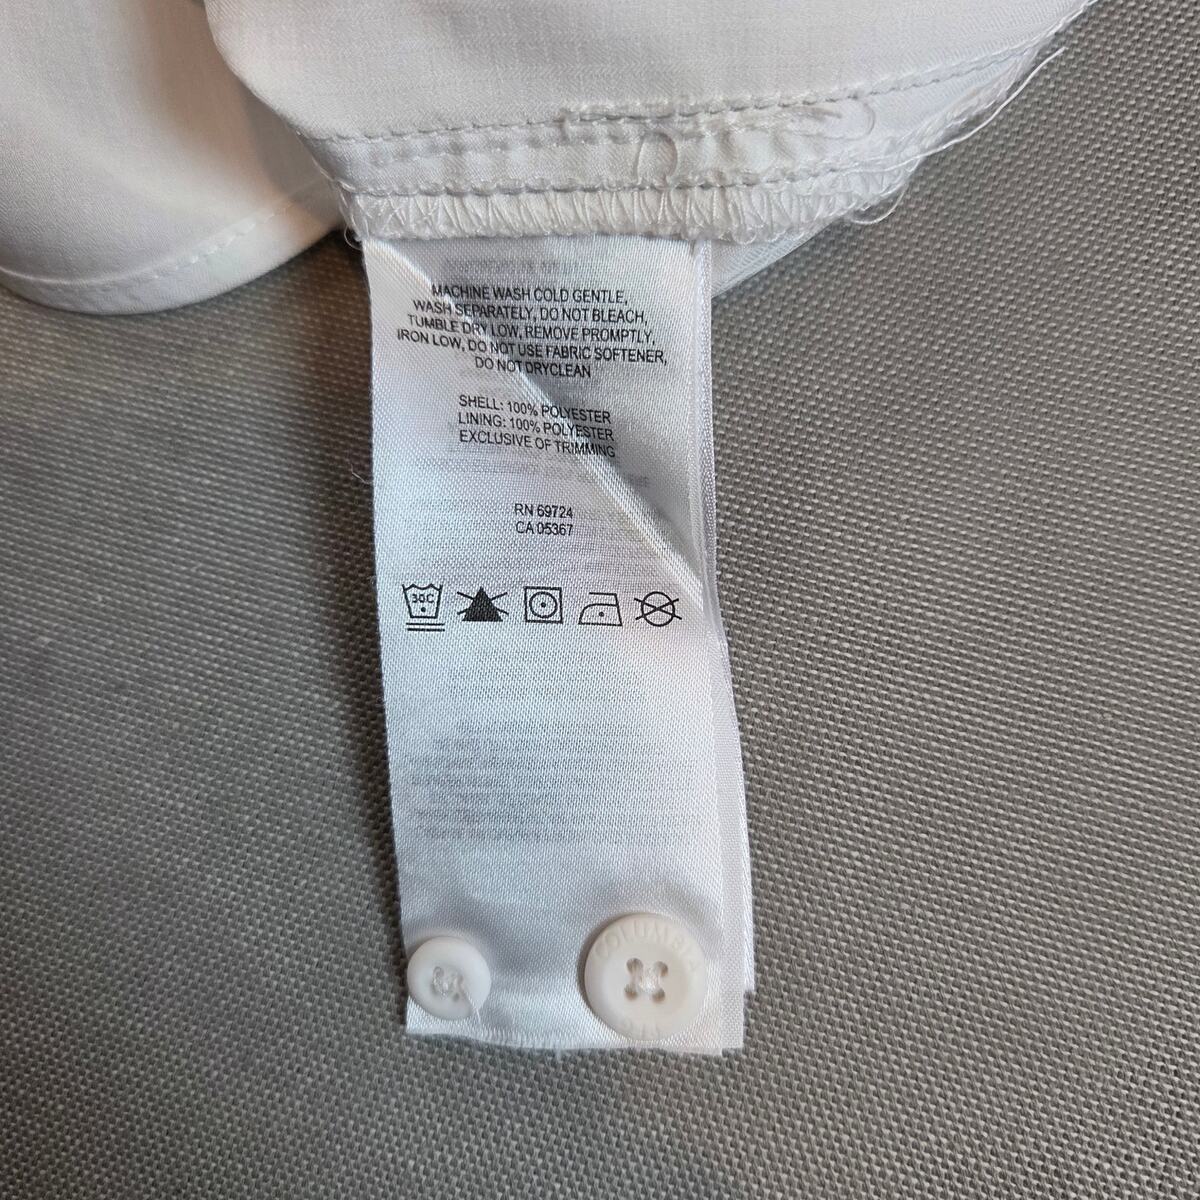 MACHINE WASH COLD GENTLE,
WASH SEPARATELY, DO NOT BLEACH,
TUMBLE DRY LOW, REMOVE PROMPTLY,
IRON LOW, DO NOT USE FABRIC SOFTENER,
DO NOT DRYCLEAN
SHELL: 100% POLYESTER
LINING: 100% POLYESTER
EXCLUSIVE OF TRIMMING
RN 69724
CA 05367
30C
COLUMBIA